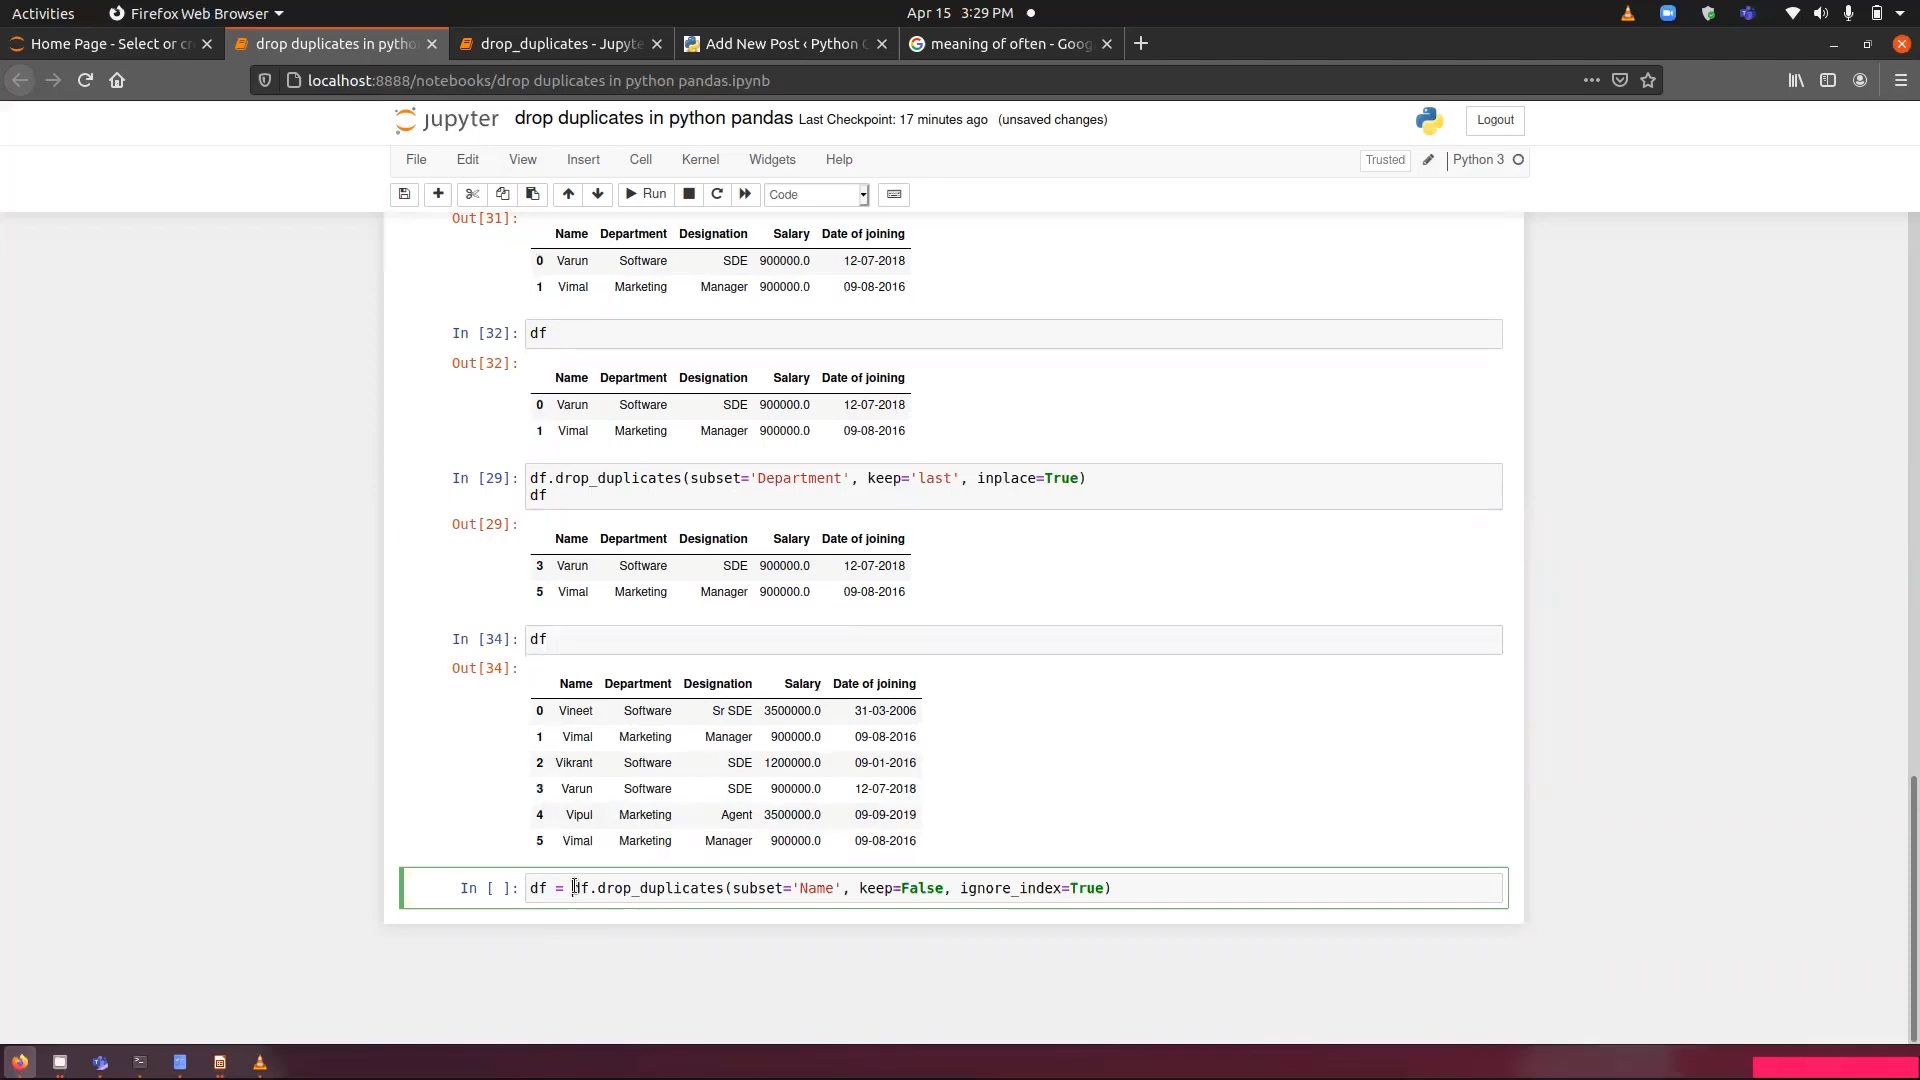 Activities Firefox Web Browser Apr 15 3:29 PM
Home Page - Select or cr drop duplicates in pytho drop_duplicates - Jupyte Add New Post ‹ Python meaning of often - Goog
localhost:8888/notebooks/drop duplicates in python pandas.ipynb
jupyter drop duplicates in python pandas Last Checkpoint: 17 minutes ago (unsaved changes) Logout
File Edit View Insert Cell Kernel Widgets Help Trusted Python 3
Run Code
Out[31]:
Name Department Designation Salary Date of joining
0 Varun Software SDE 900000.0 12-07-2018
1 Vimal Marketing Manager 900000.0 09-08-2016
In [32]: df
Out[32]:
Name Department Designation Salary Date of joining
0 Varun Software SDE 900000.0 12-07-2018
1 Vimal Marketing Manager 900000.0 09-08-2016
In [29]: df.drop_duplicates(subset='Department', keep='last', inplace=True)
df
Out[29]:
Name Department Designation Salary Date of joining
3 Varun Software SDE 900000.0 12-07-2018
5 Vimal Marketing Manager 900000.0 09-08-2016
In [34]: df
Out[34]:
Name Department Designation Salary Date of joining
0 Vineet Software Sr SDE 3500000.0 31-03-2006
1 Vimal Marketing Manager 900000.0 09-08-2016
2 Vikrant Software SDE 1200000.0 09-01-2016
3 Varun Software SDE 900000.0 12-07-2018
4 Vipul Marketing Agent 3500000.0 09-09-2019
5 Vimal Marketing Manager 900000.0 09-08-2016
In [ ]: df = df.drop_duplicates(subset='Name', keep=False, ignore_index=True)